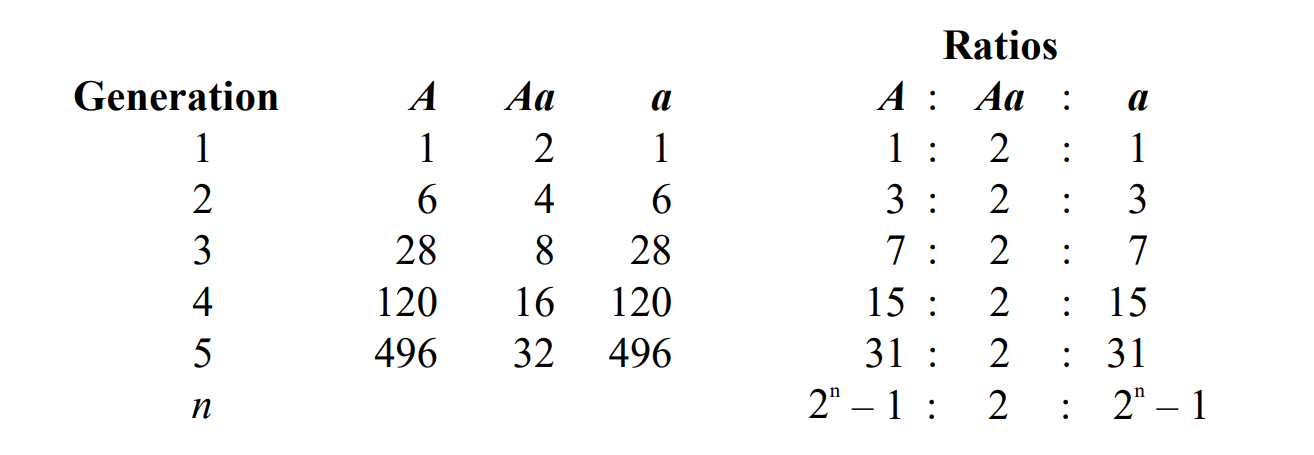 Ratios
Generation A Aa a A : Aa : a
1 1 2 1 1 : 2 : 1
2 6 4 6 3 : 2 : 3
3 28 8 28 7 : 2 : 7
4 120 16 120 15 : 2 : 15
5 496 32 496 31 : 2 : 31
n 2ⁿ – 1 : 2 : 2ⁿ – 1